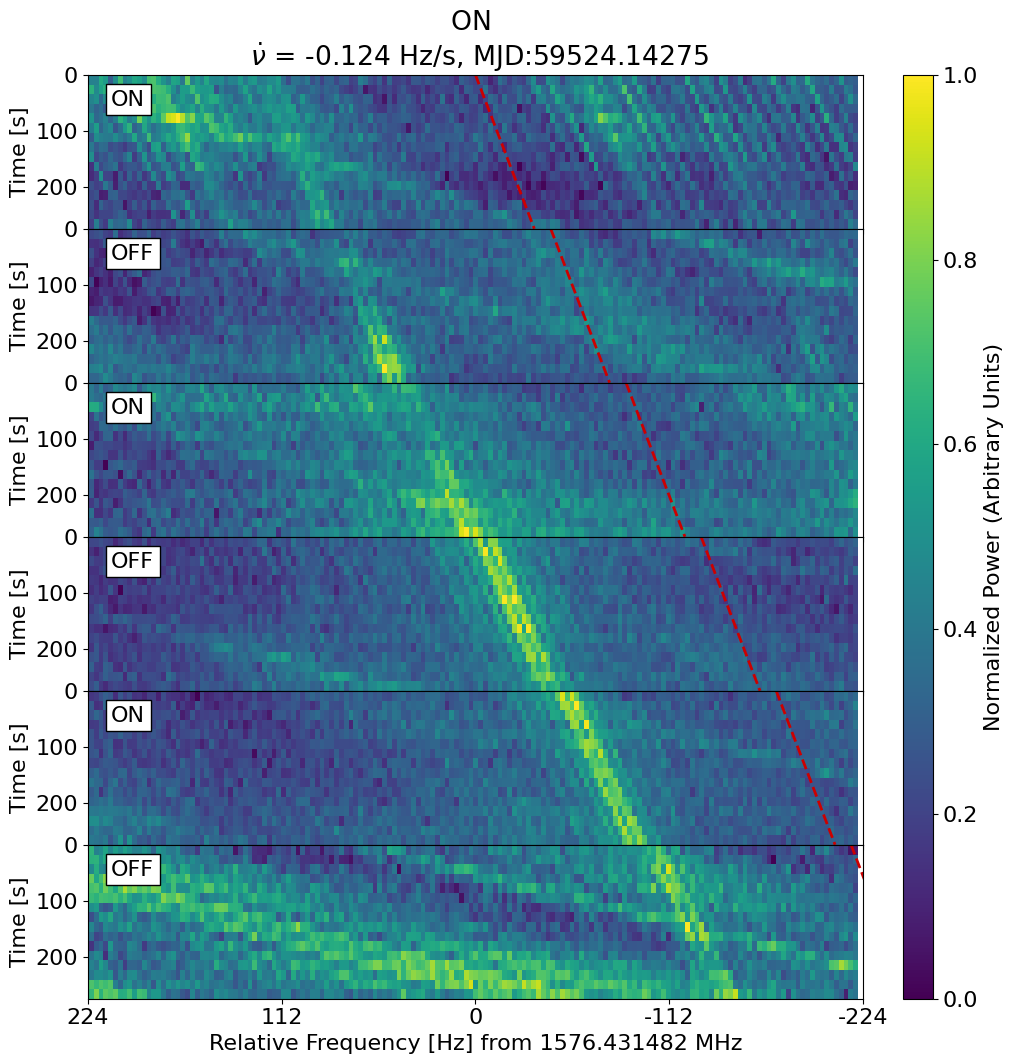 ON
ν̇ = -0.124 Hz/s, MJD:59524.14275
0
ON
100
200
Time [s]
0
OFF
100
200
Time [s]
0
ON
100
200
Time [s]
0
OFF
100
200
Time [s]
0
ON
100
200
Time [s]
0
OFF
100
200
Time [s]
224 112 0 -112 -224
Relative Frequency [Hz] from 1576.431482 MHz
1.0
0.8
0.6
0.4
0.2
0.0
Normalized Power (Arbitrary Units)